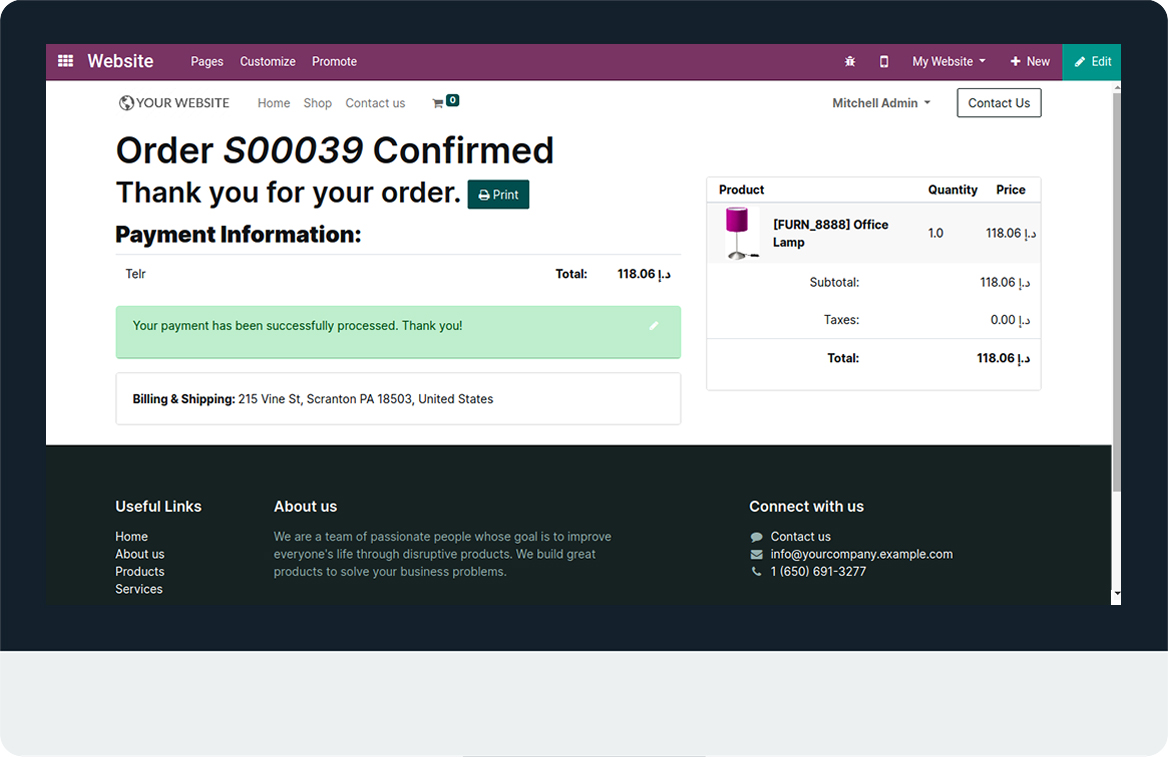 Website Pages Customize Promote My Website New Edit
YOUR WEBSITE Home Shop Contact us 0 Mitchell Admin Contact Us
Order S00039 Confirmed
Thank you for your order. Print
Payment Information:
Telr Total: 118.06 د.إ
Your payment has been successfully processed. Thank you!
Billing & Shipping: 215 Vine St, Scranton PA 18503, United States
Product Quantity Price
[FURN_8888] Office
Lamp 1.0 118.06 د.إ
Subtotal: 118.06 د.إ
Taxes: 0.00 د.إ
Total: 118.06 د.إ
Useful Links
Home
About us
Products
Services
About us
We are a team of passionate people whose goal is to improve
everyone's life through disruptive products. We build great
products to solve your business problems.
Connect with us
Contact us
info@yourcompany.example.com
1 (650) 691-3277